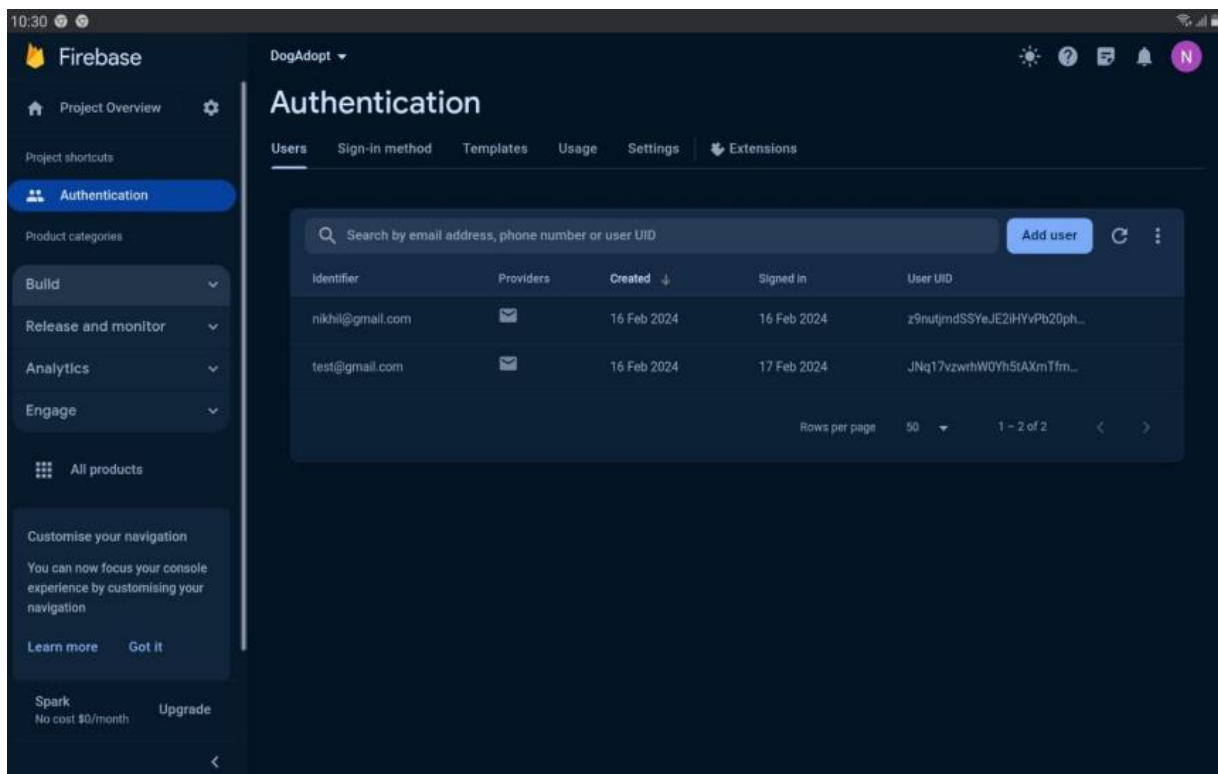 10:30
Firebase
DogAdopt
N
Project Overview
Authentication
Users Sign-in method Templates Usage Settings Extensions
Project shortcuts
Authentication
Product categories
Build
Release and monitor
Analytics
Engage
All products
Customise your navigation
You can now focus your console
experience by customising your
navigation
Learn more Got it
Spark
No cost $0/month
Upgrade
Search by email address, phone number or user UID
Add user
Identifier Providers Created Signed in User UID
nikhil@gmail.com 16 Feb 2024 16 Feb 2024
test@gmail.com 16 Feb 2024 17 Feb 2024
Rows per page 50 1 – 2 of 2